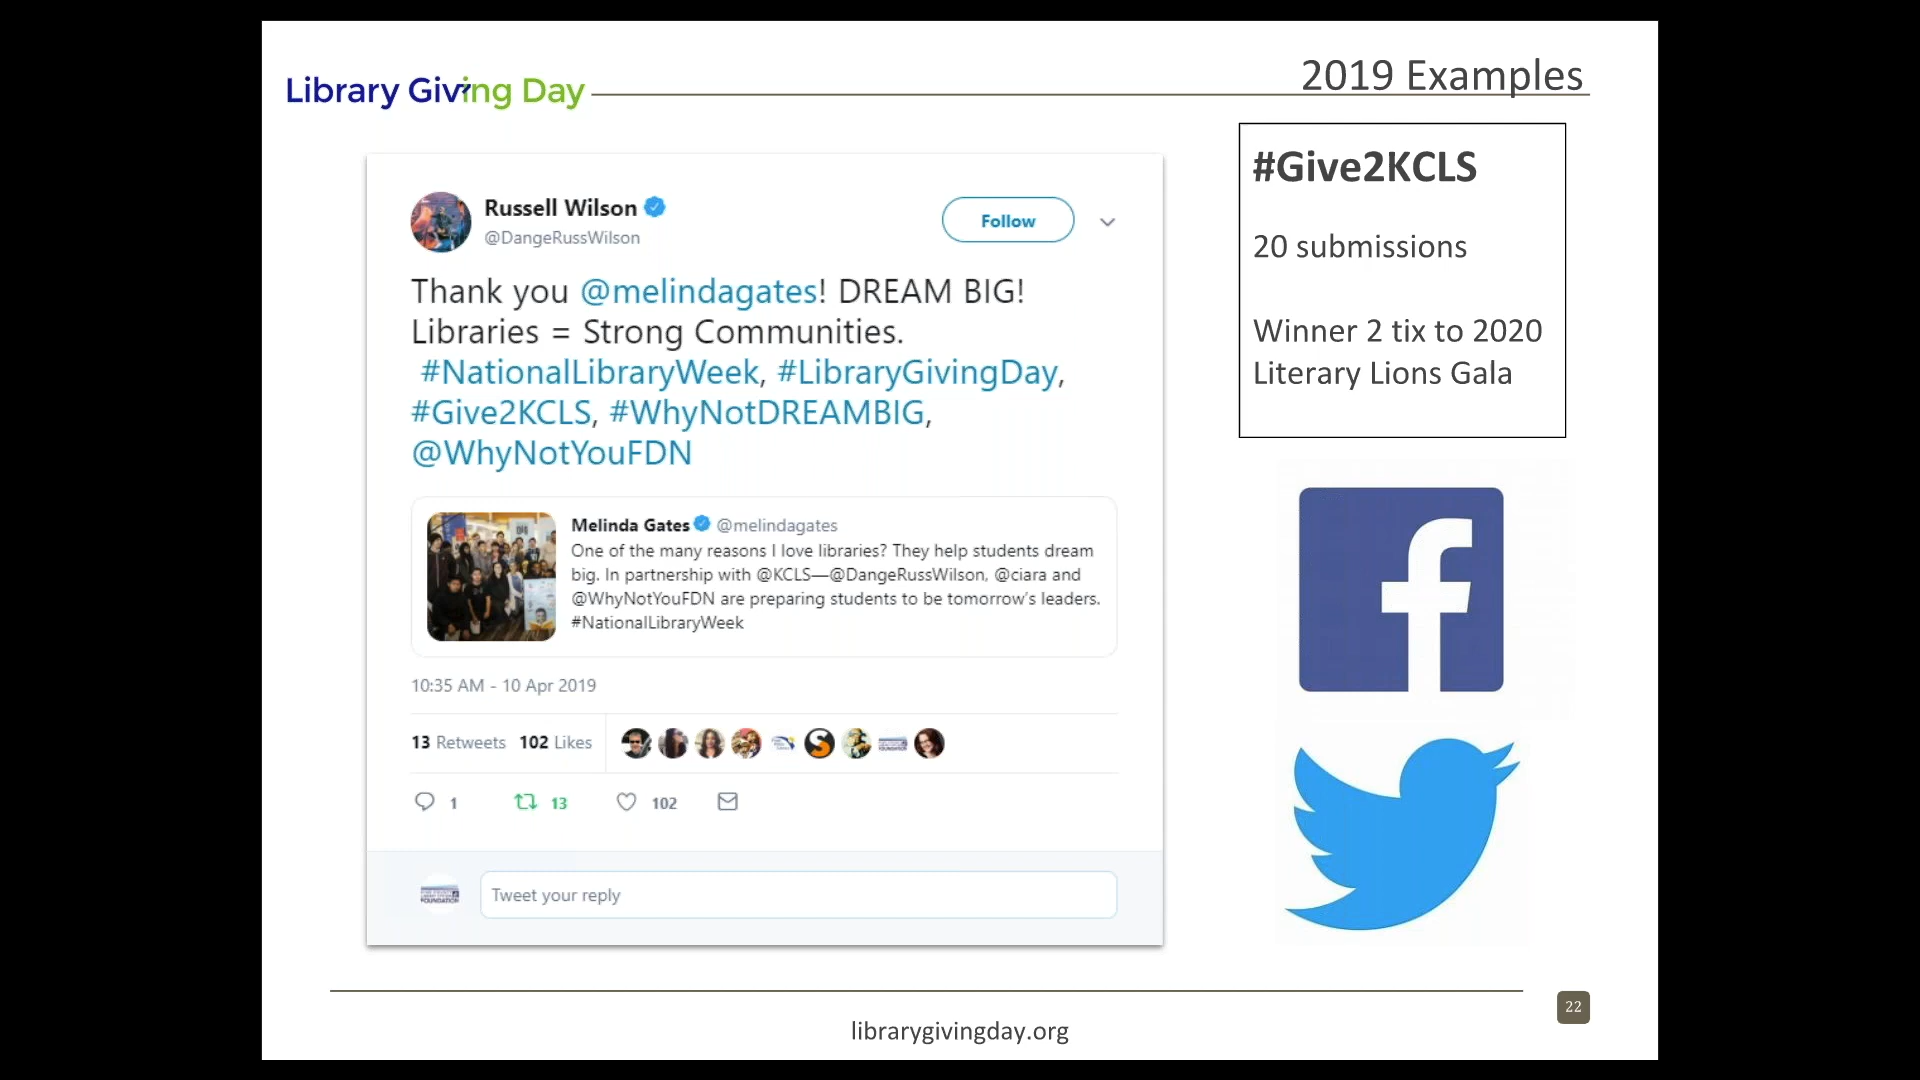 Library Giving Day
2019 Examples
Russell Wilson
@DangeRussWilson
Follow
Thank you @melindagates! DREAM BIG!
Libraries = Strong Communities.
#NationalLibraryWeek, #LibraryGivingDay,
#Give2KCLS, #WhyNotDREAMBIG,
@WhyNotYouFDN
Melinda Gates @melindagates
One of the many reasons I love libraries? They help students dream
big. In partnership with @KCLS—@DangeRussWilson, @ciara and
@WhyNotYouFDN are preparing students to be tomorrow's leaders.
#NationalLibraryWeek
10:35 AM - 10 Apr 2019
13 Retweets 102 Likes
1 13 102
FOUNDATION
Tweet your reply
#Give2KCLS
20 submissions
Winner 2 tix to 2020
Literary Lions Gala
librarygivingday.org
22